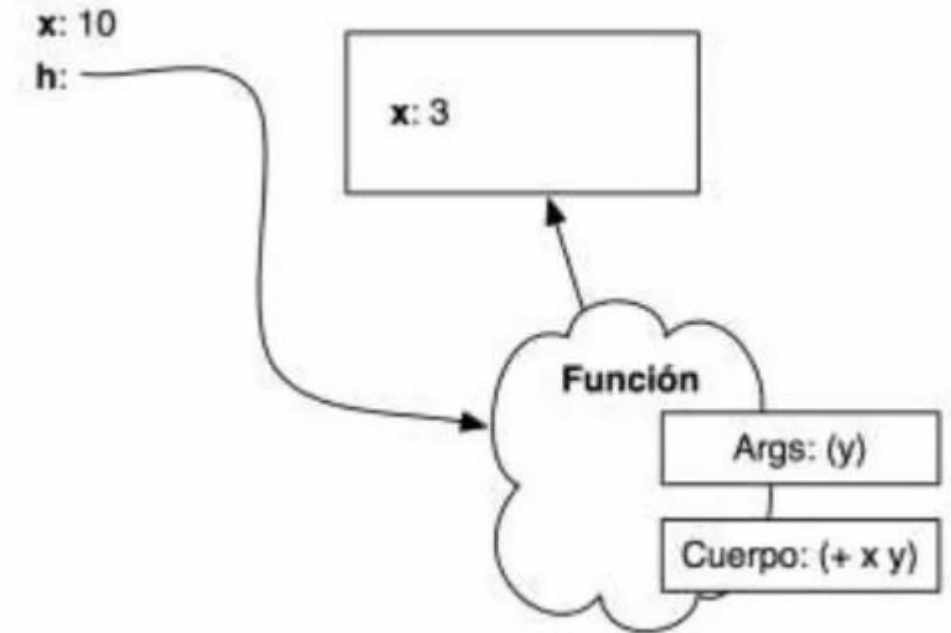 x: 10
h:
x: 3
Función
Args: (y)
Cuerpo: (+ x y)